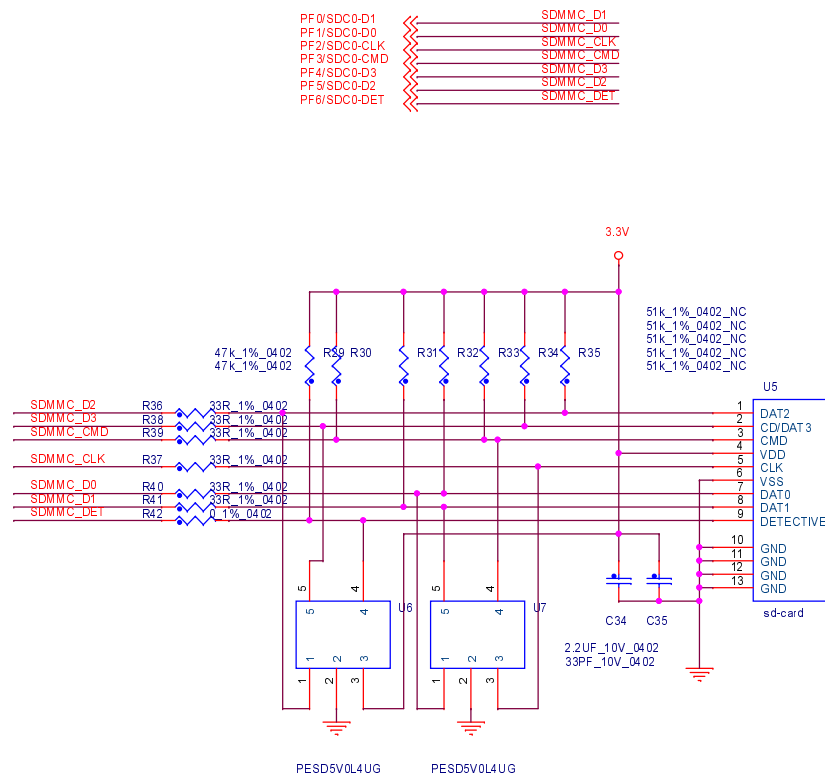 PF0/SDC0-D1 SDMMC_D1
PF1/SDC0-D0 SDMMC_D0
PF2/SDC0-CLK SDMMC_CLK
PF3/SDC0-CMD SDMMC_CMD
PF4/SDC0-D3 SDMMC_D3
PF5/SDC0-D2 SDMMC_D2
PF6/SDC0-DET SDMMC_DET
3.3V
51k_1%_0402_NC
51k_1%_0402_NC
51k_1%_0402_NC
51k_1%_0402_NC
51k_1%_0402_NC
47k_1%_0402
47k_1%_0402
R29 R30 R31 R32 R33 R34 R35
U5
SDMMC_D2 R36 33R_1%_0402 1 DAT2
SDMMC_D3 R38 33R_1%_0402 2 CD/DAT3
SDMMC_CMD R39 33R_1%_0402 3 CMD
4 VDD
SDMMC_CLK R37 33R_1%_0402 5 CLK
6 VSS
SDMMC_D0 R40 33R_1%_0402 7 DAT0
SDMMC_D1 R41 33R_1%_0402 8 DAT1
SDMMC_DET R42 0_1%_0402 9 DETECTIVE
10 GND
11 GND
12 GND
13 GND
sd-card
5 4 5 4
5 4 U6 5 4 U7
1 2 3 1 2 3
1 2 3 1 2 3
C34 C35
2.2UF_10V_0402
33PF_10V_0402
PESD5V0L4UG PESD5V0L4UG